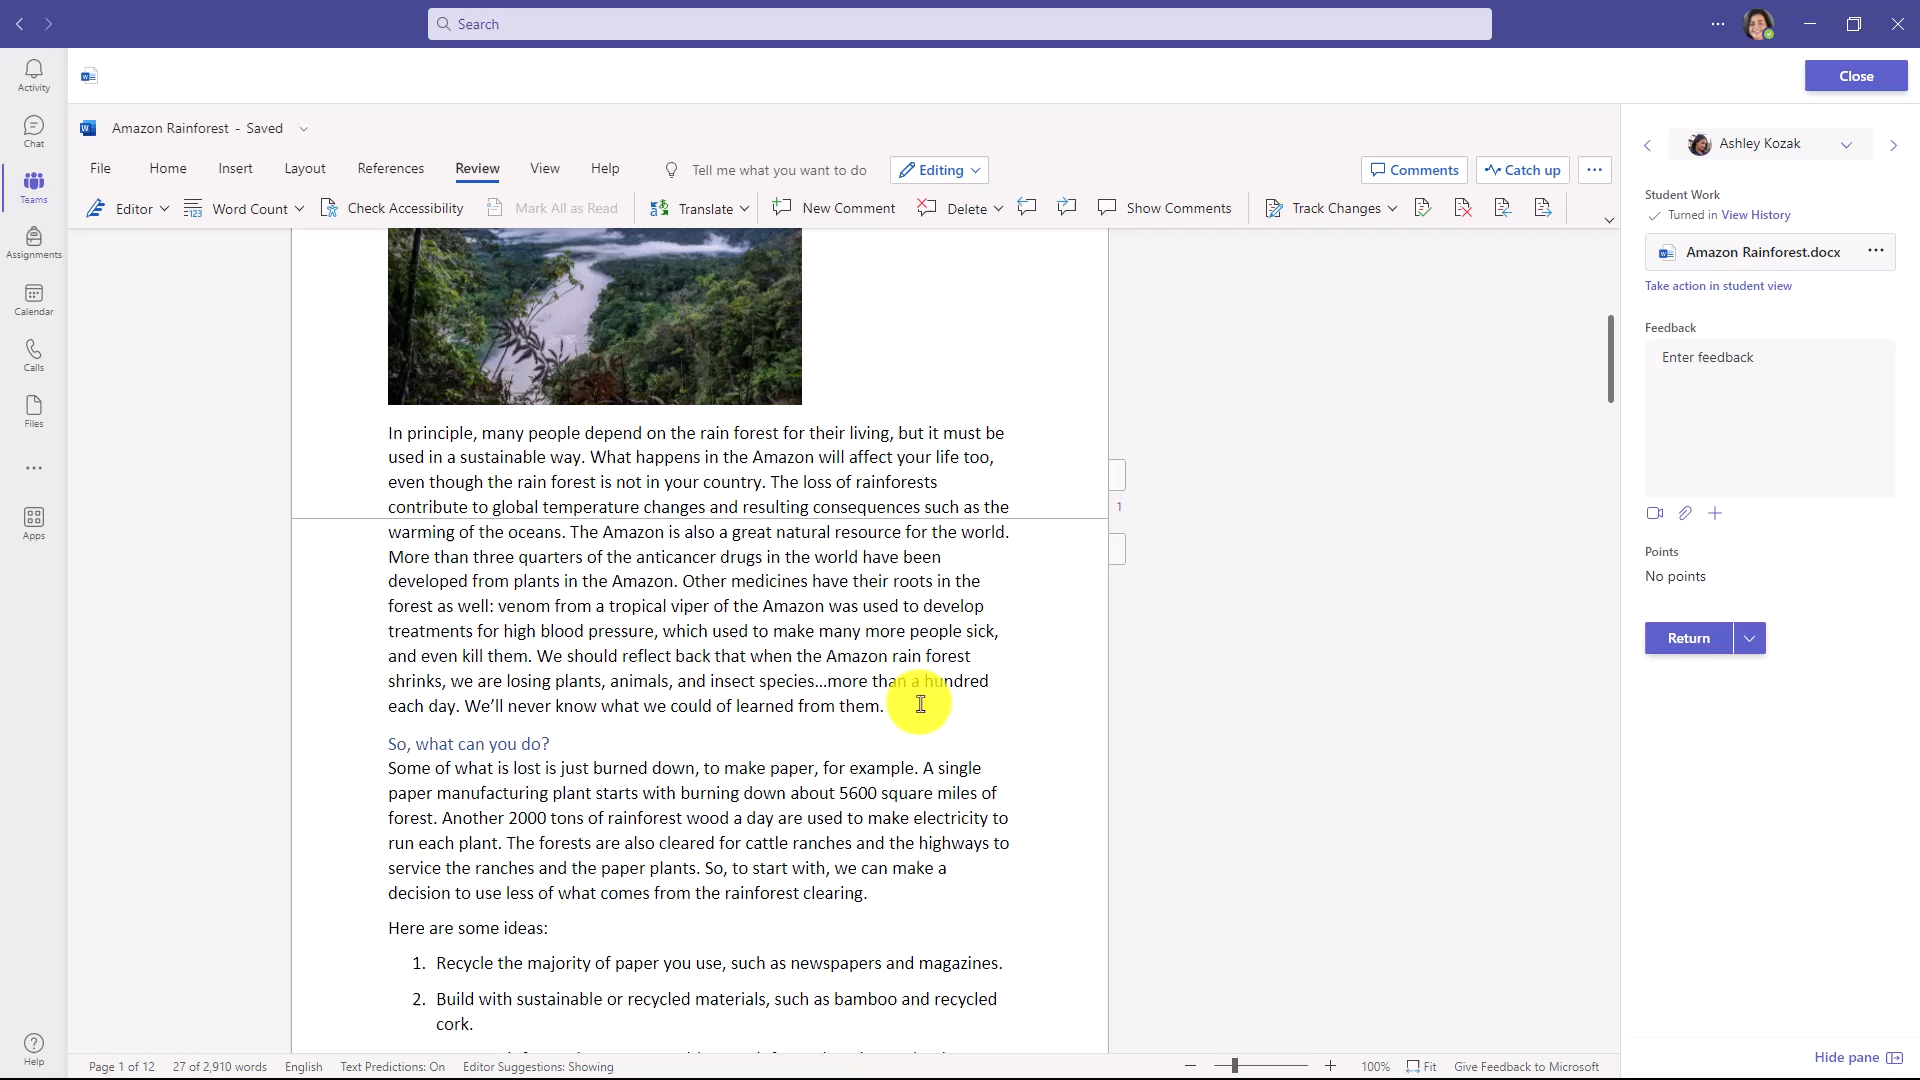 Search
Activity
Chat
Teams
Assignments
Calendar
Calls
Files
Apps
Help
Close
Amazon Rainforest - Saved
File Home Insert Layout References Review View Help Tell me what you want to do Editing Comments Catch up
Editor Word Count Check Accessibility Mark All as Read Translate New Comment Delete Show Comments Track Changes
In principle, many people depend on the rain forest for their living, but it must be
used in a sustainable way. What happens in the Amazon will affect your life too,
even though the rain forest is not in your country. The loss of rainforests
contribute to global temperature changes and resulting consequences such as the
warming of the oceans. The Amazon is also a great natural resource for the world.
More than three quarters of the anticancer drugs in the world have been
developed from plants in the Amazon. Other medicines have their roots in the
forest as well: venom from a tropical viper of the Amazon was used to develop
treatments for high blood pressure, which used to make many more people sick,
and even kill them. We should reflect back that when the Amazon rain forest
shrinks, we are losing plants, animals, and insect species...more than a hundred
each day. We'll never know what we could of learned from them.
So, what can you do?
Some of what is lost is just burned down, to make paper, for example. A single
paper manufacturing plant starts with burning down about 5600 square miles of
forest. Another 2000 tons of rainforest wood a day are used to make electricity to
run each plant. The forests are also cleared for cattle ranches and the highways to
service the ranches and the paper plants. So, to start with, we can make a
decision to use less of what comes from the rainforest clearing.
Here are some ideas:
1. Recycle the majority of paper you use, such as newspapers and magazines.
2. Build with sustainable or recycled materials, such as bamboo and recycled
cork.
1
Page 1 of 12 27 of 2,910 words English Text Predictions: On Editor Suggestions: Showing 100% Fit Give Feedback to Microsoft
Ashley Kozak
Student Work
Turned in View History
Amazon Rainforest.docx
Take action in student view
Feedback
Enter feedback
Points
No points
Return
Hide pane